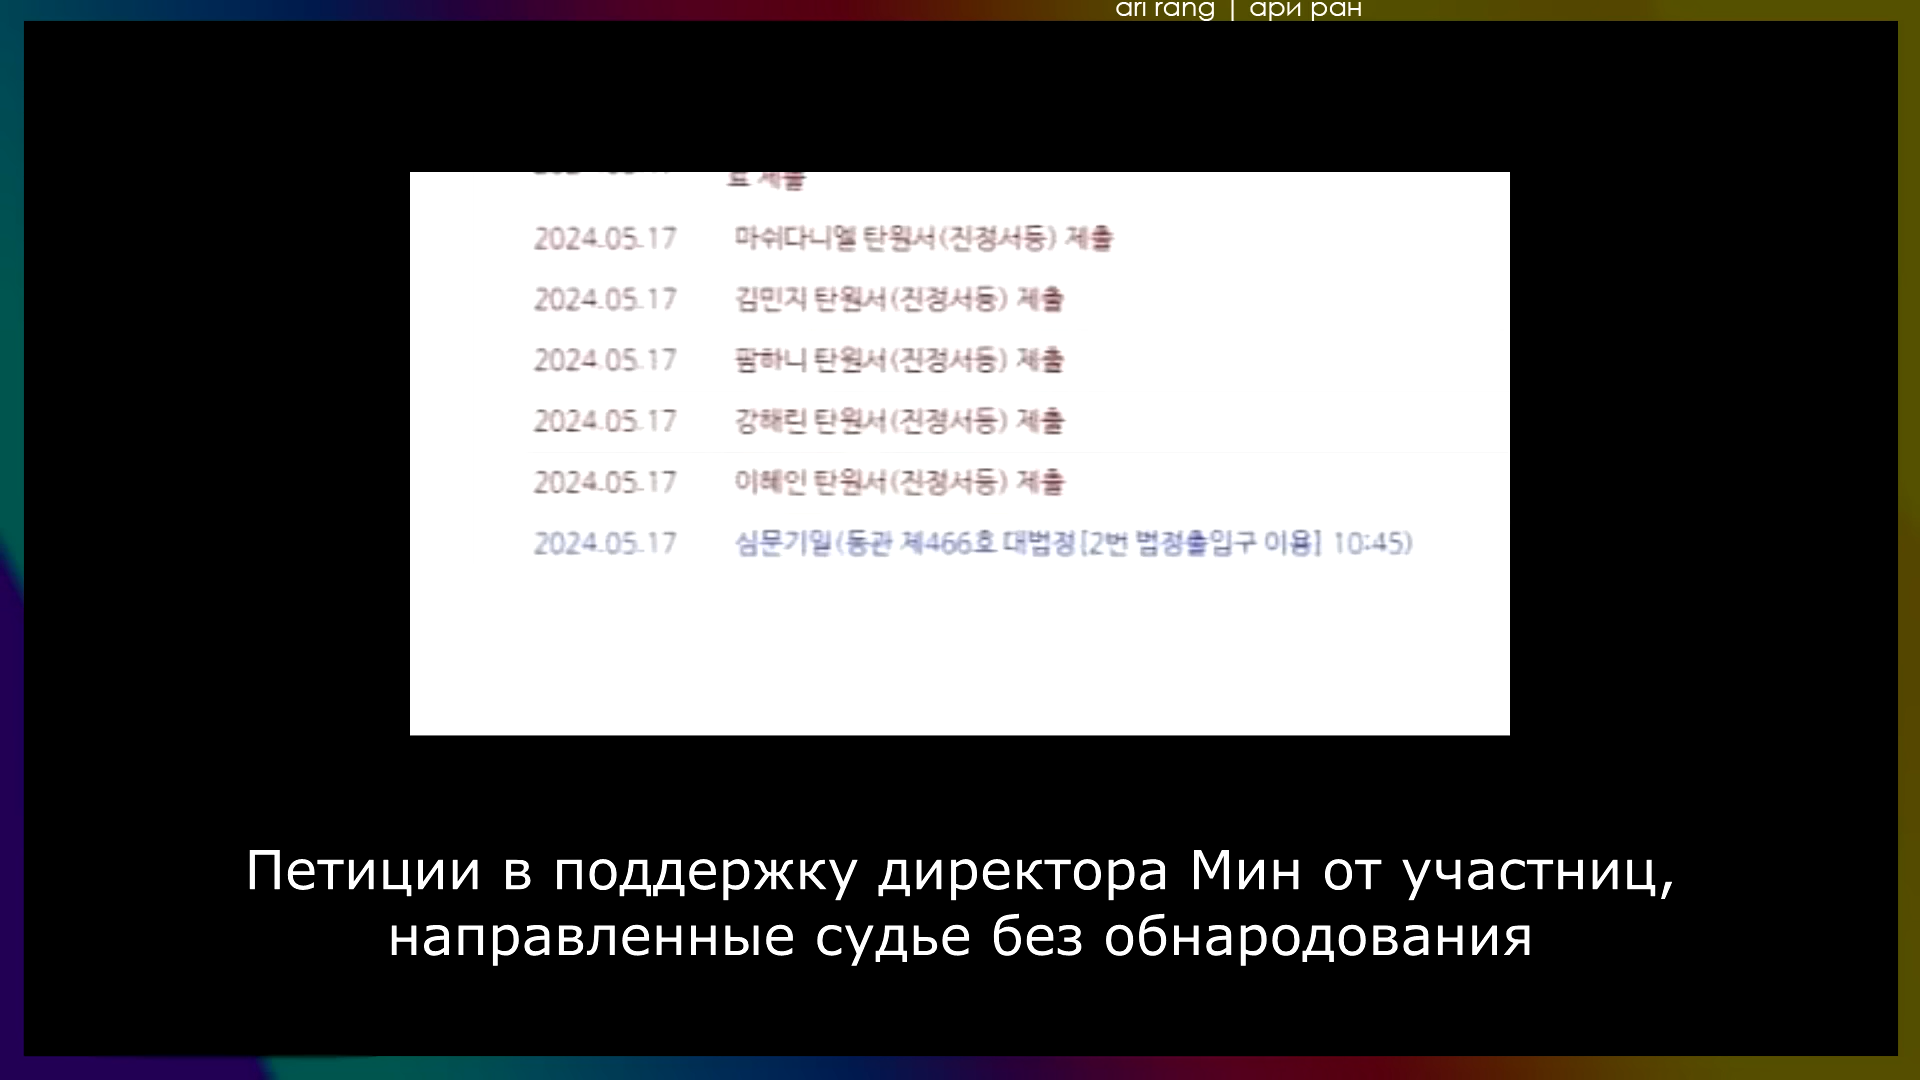 ari rang | ари ран
료 제출
2024.05.17 마쉬다니엘 탄원서(진정서등) 제출
2024.05.17 김민지 탄원서(진정서등) 제출
2024.05.17 팜하니 탄원서(진정서등) 제출
2024.05.17 강해린 탄원서(진정서등) 제출
2024.05.17 이혜인 탄원서(진정서등) 제출
2024.05.17 심문기일(동관 제466호 대법정[2번 법정출입구 이용] 10:45)
Петиции в поддержку директора Мин от участниц,
направленные судье без обнародования